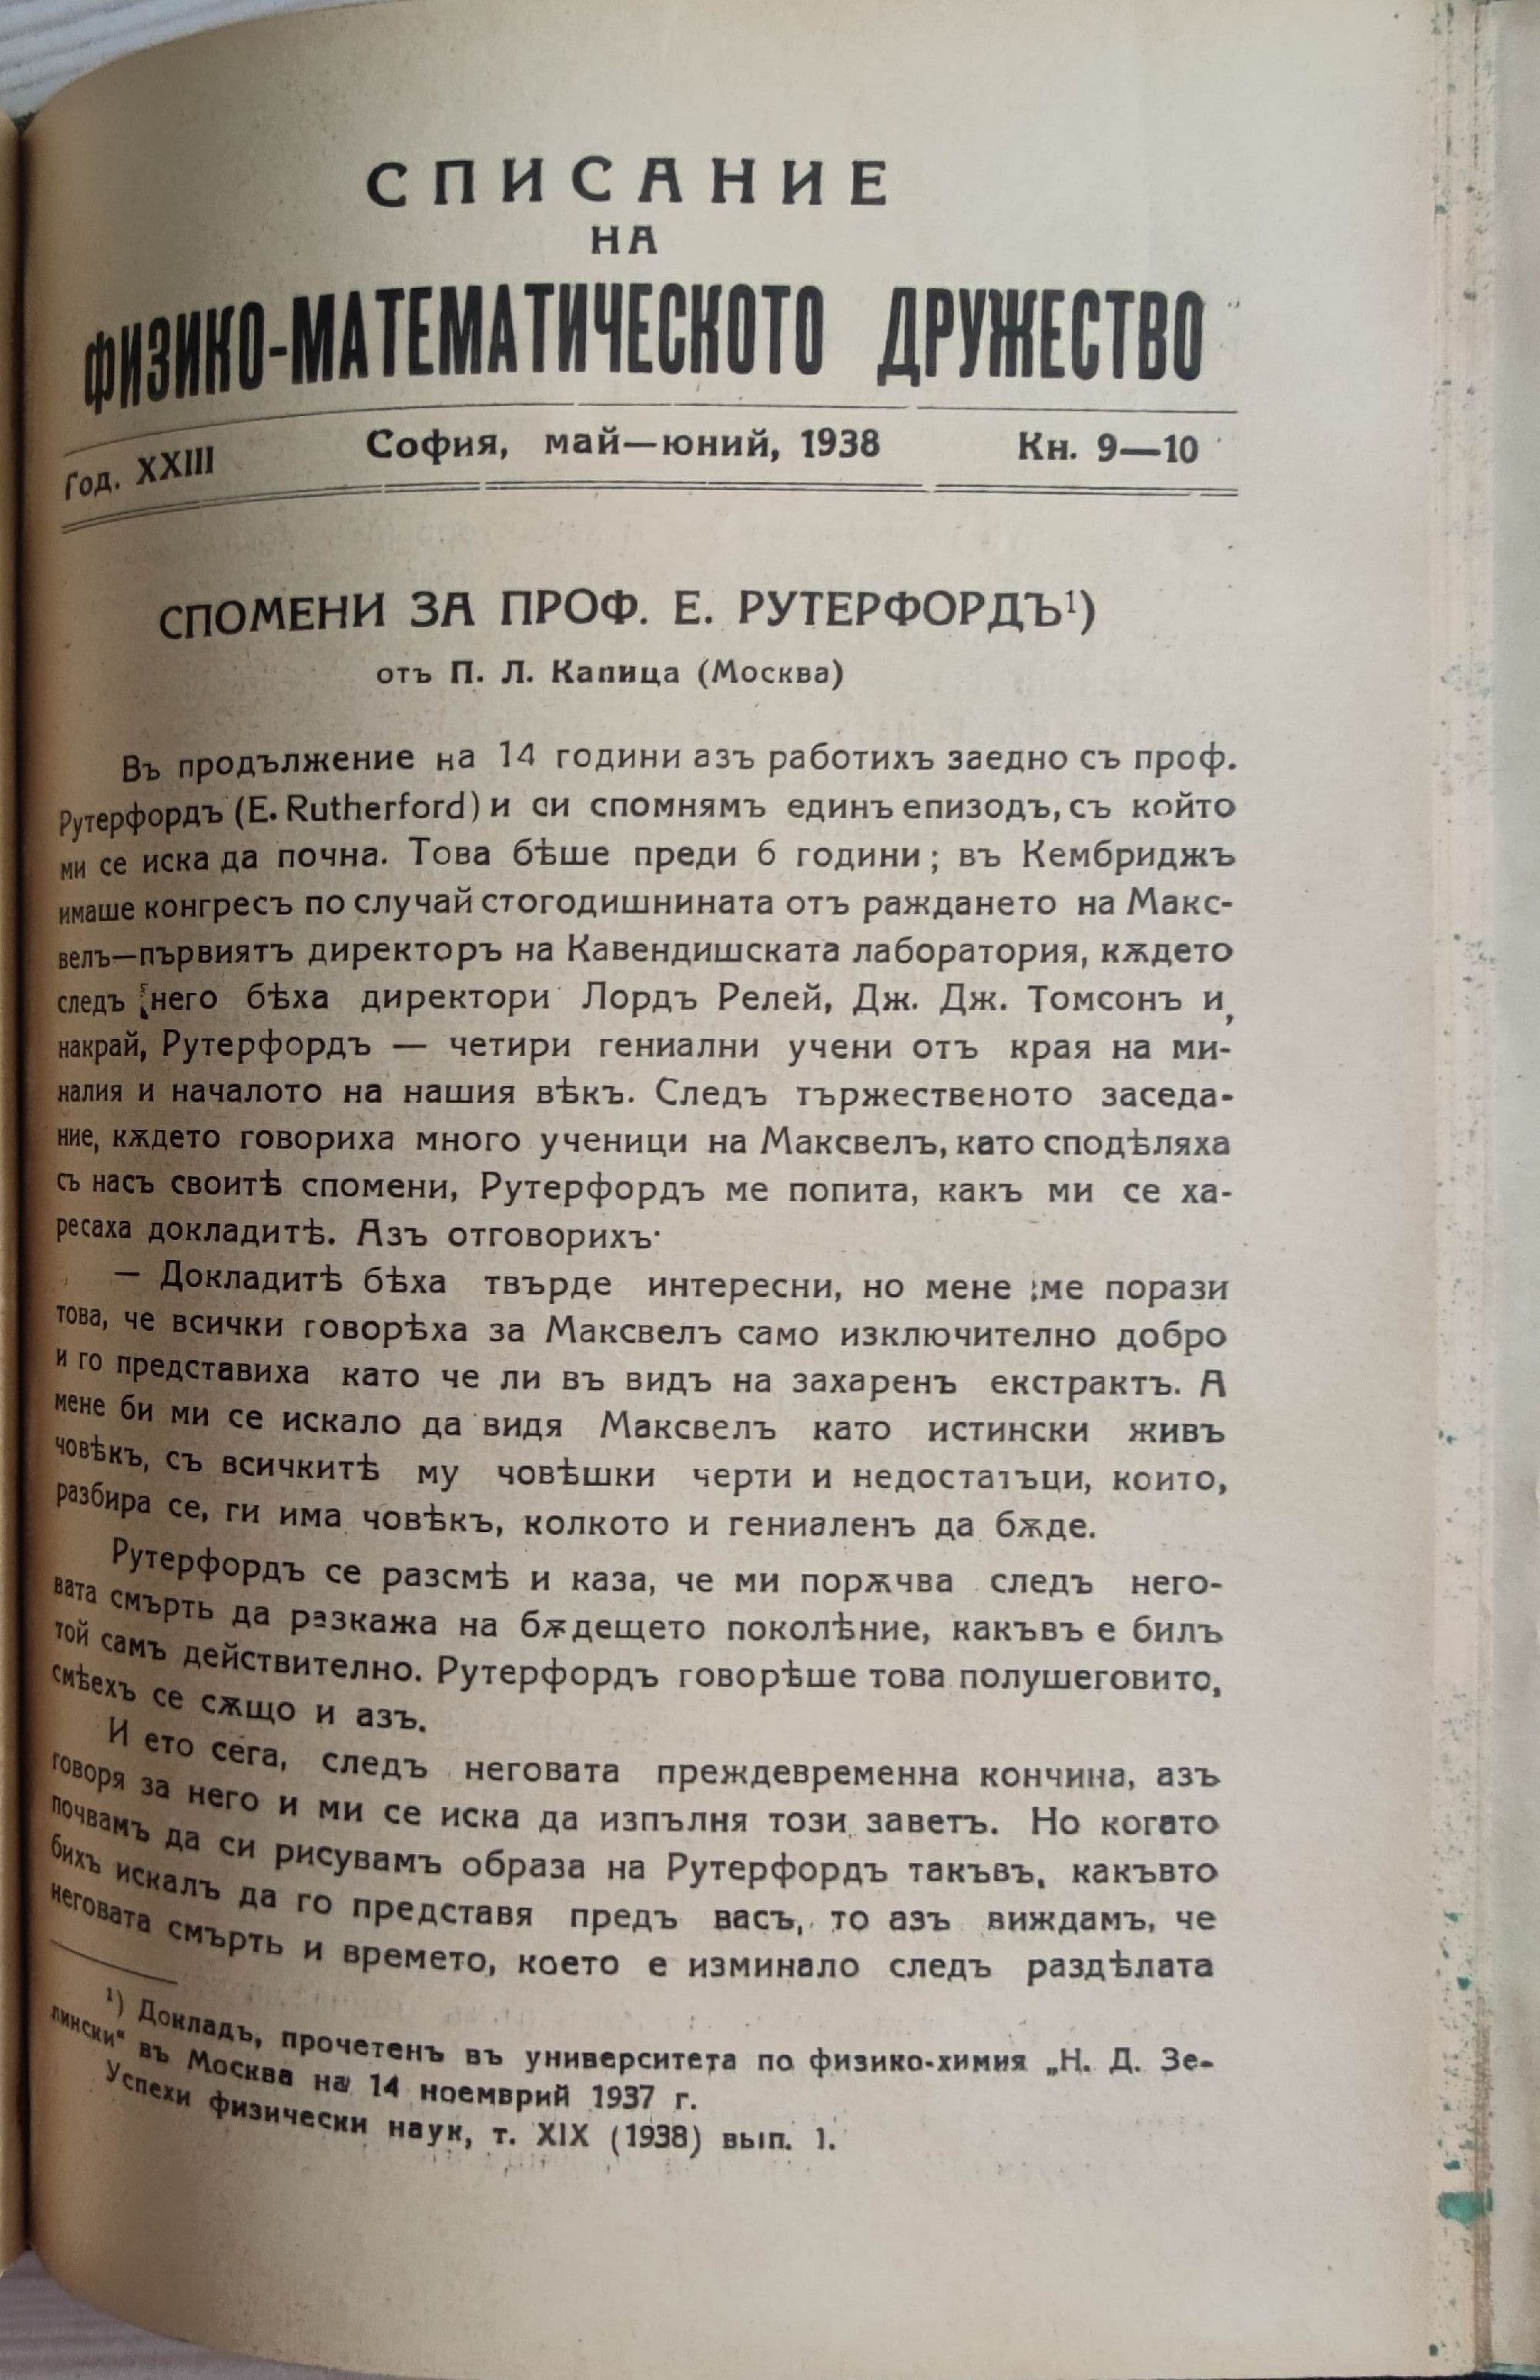 СПИСАНИЕ
НА
ФИЗИКО-МАТЕМАТИЧЕСКОТО ДРУЖЕСТВО
Год. XXIII София, май—юний, 1938 Кн. 9—10
СПОМЕНИ ЗА ПРОФ. Е. РУТЕРФОРДЪ¹)
отъ П. Л. Капица (Москва)
Въ продължение на 14 години азъ работихъ заедно съ проф.
Рутерфордъ (E. Rutherford) и си спомнямъ единъ епизодъ, съ който
ми се иска да почна. Това бѣше преди 6 години; въ Кембриджъ
имаше конгресъ по случай стогодишнината отъ раждането на Макс-
велъ—първиятъ директоръ на Кавендишската лаборатория, кѫдето
следъ него бѣха директори Лордъ Релей, Дж. Дж. Томсонъ и,
накрай, Рутерфордъ — четири гениални учени отъ края на ми-
налия и началото на нашия вѣкъ. Следъ тържественото заседа-
ние, кѫдето говориха много ученици на Максвелъ, като сподѣляха
съ насъ своитѣ спомени, Рутерфордъ ме попита, какъ ми се ха-
ресаха докладитѣ. Азъ отговорихъ·
— Докладитѣ бѣха твърде интересни, но мене ме порази
това, че всички говорѣха за Максвелъ само изключително добро
и го представиха като че ли въ видъ на захаренъ екстрактъ. А
мене би ми се искало да видя Максвелъ като истински живъ
човѣкъ, съ всичкитѣ му човѣшки черти и недостатъци, които,
разбира се, ги има човѣкъ, колкото и гениаленъ да бѫде.
Рутерфордъ се разсмѣ и каза, че ми порѫчва следъ него-
вата смърть да разкажа на бѫдещето поколѣние, какъвъ е билъ
той самъ действително. Рутерфордъ говорѣше това полушеговито,
смѣехъ се сѫщо и азъ.
И ето сега, следъ неговата преждевременна кончина, азъ
говоря за него и ми се иска да изпълня този заветъ. Но когато
почвамъ да си рисувамъ образа на Рутерфордъ такъвъ, какъвто
бихъ искалъ да го представя предъ васъ, то азъ виждамъ, че
неговата смърть и времето, което е изминало следъ раздѣлата
¹) Докладъ, прочетенъ въ университета по физико-химия „Н. Д. Зе-
лински“ въ Москва на 14 ноемврий 1937 г.
Успехи физически наук, т. XIX (1938) вып. 1.